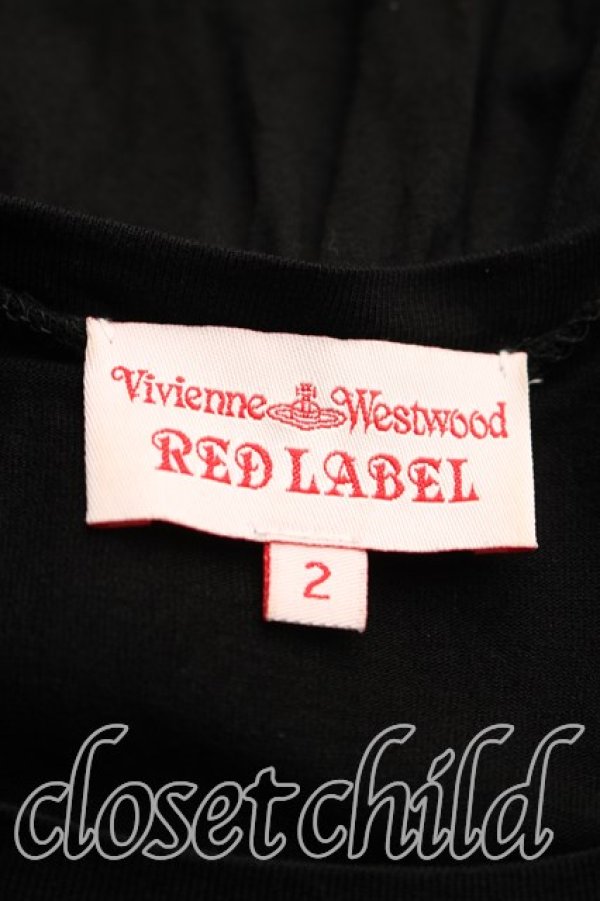 Vivienne Westwood
RED LABEL
2
closet child